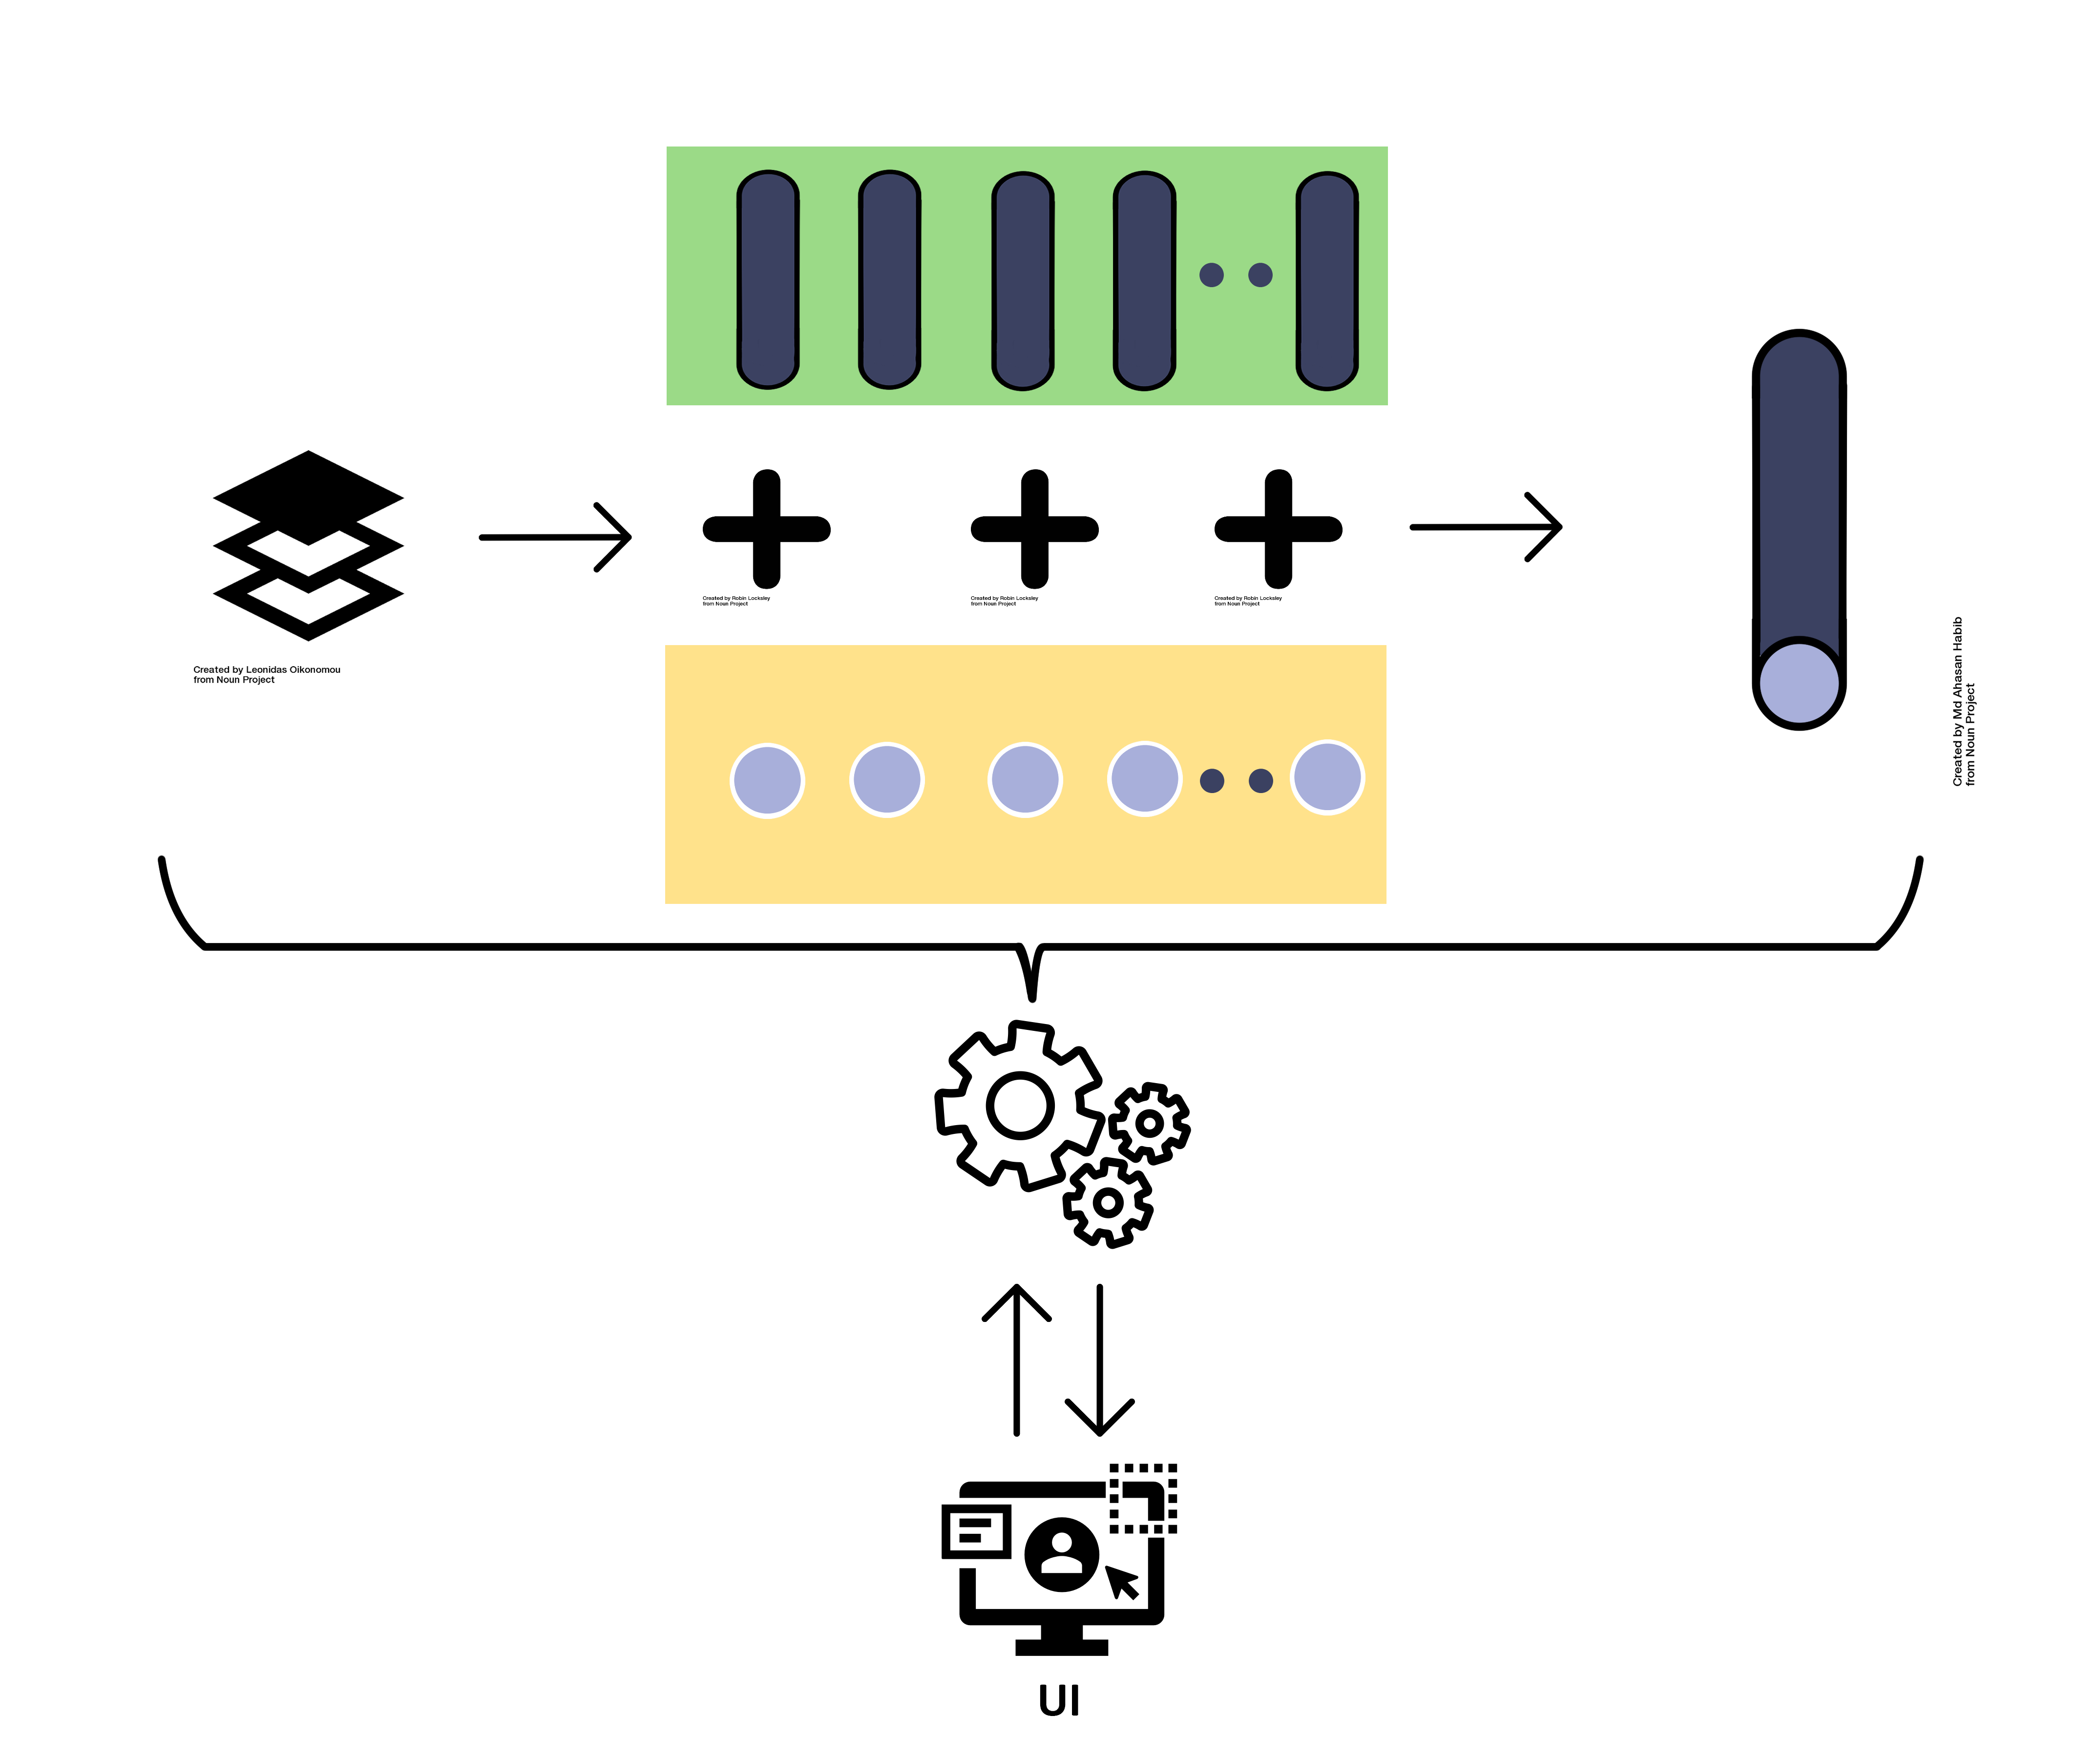 Created by Robin Locksley
from Noun Project
Created by Robin Locksley
from Noun Project
Created by Robin Locksley
from Noun Project
Created by Leonidas Oikonomou
from Noun Project
Created by Md Ahasan Habib
from Noun Project
UI